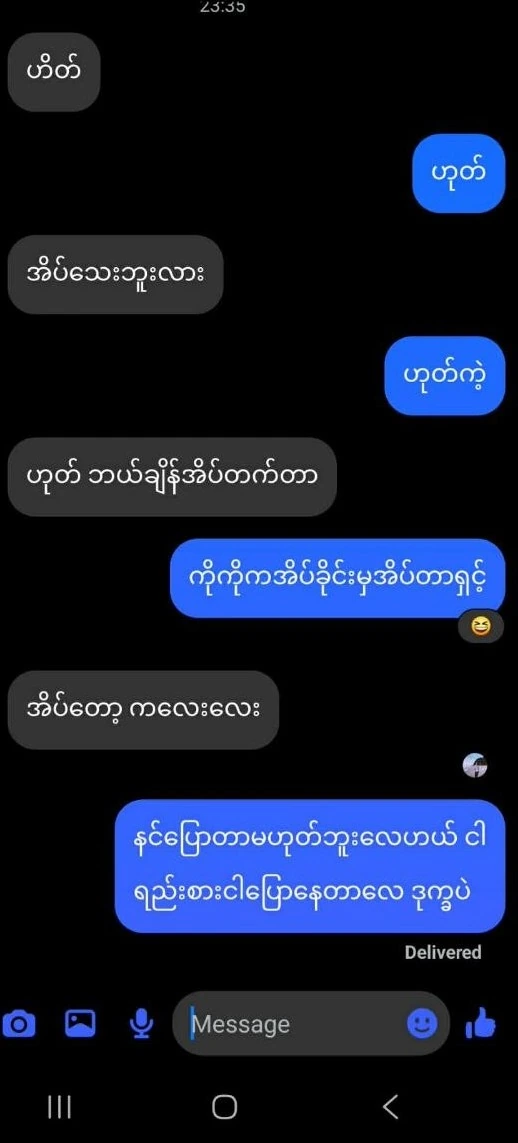 23:35
ဟိတ်
ဟုတ်
အိပ်သေးဘူးလား
ဟုတ်ကဲ့
ဟုတ် ဘယ်ချိန်အိပ်တက်တာ
ကိုကိုကအိပ်ခိုင်းမှအိပ်တာရှင့်
အိပ်တော့ ကလေးလေး
နင်ပြောတာမဟုတ်ဘူးလေဟယ် ငါ
ရည်းစားငါပြောနေတာလေ ဒုက္ခပဲ
Delivered
Message